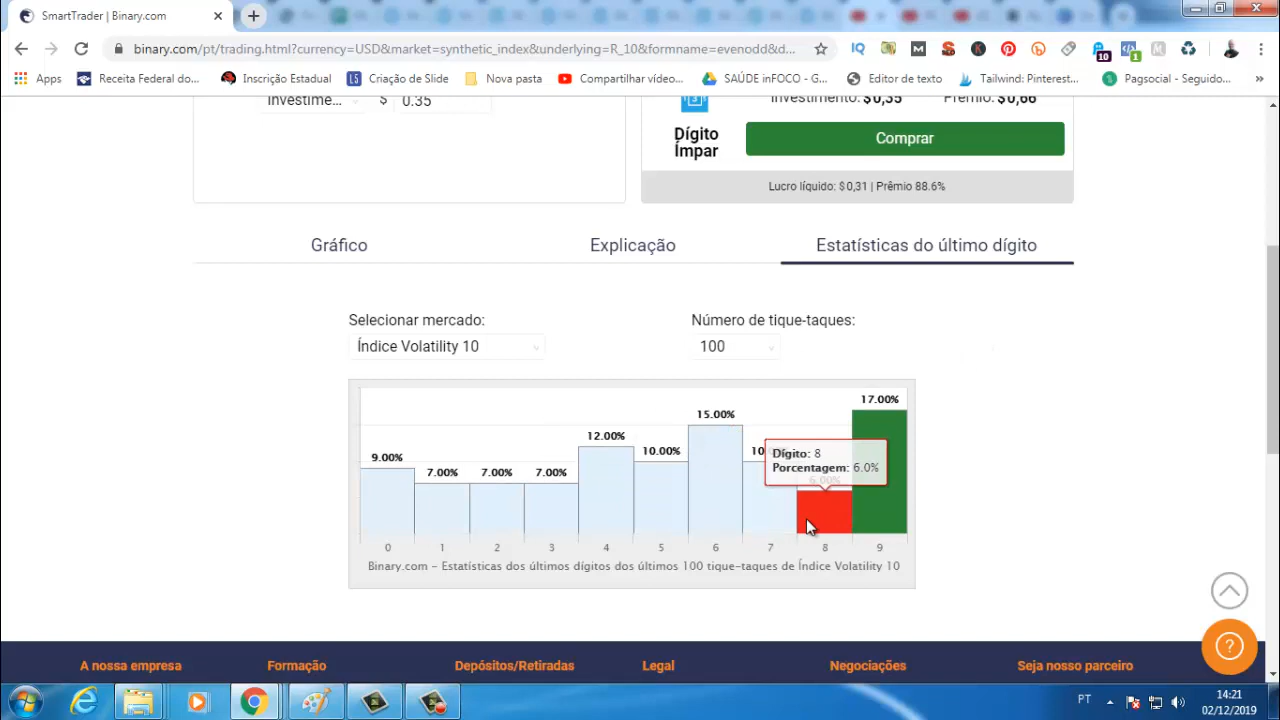 SmartTrader | Binary.com
binary.com/pt/trading.html?currency=USD&market=synthetic_index&underlying=R_10&formname=evenodd&d...
10
1
Apps
Receita Federal do...
Inscrição Estadual
Criação de Slide
Nova pasta
Compartilhar vídeo...
SAÚDE inFOCO - G...
Editor de texto
Tailwind: Pinterest...
Pagsocial - Seguido...
»
Investime... $ 0.35
Investimento: $0,35 Prêmio: $0,66
Dígito
Ímpar
Comprar
Lucro líquido: $0,31 | Prêmio 88.6%
Gráfico
Explicação
Estatísticas do último dígito
Selecionar mercado:
Número de tique-taques:
Índice Volatility 10
100
9.00%
7.00%
7.00%
7.00%
12.00%
10.00%
15.00%
6.00%
17.00%
Dígito: 8
Porcentagem: 6.0%
0 1 2 3 4 5 6 7 8 9
Binary.com - Estatísticas dos últimos dígitos dos últimos 100 tique-taques de Índice Volatility 10
?
A nossa empresa
Formação
Depósitos/Retiradas
Legal
Negociações
Seja nosso parceiro
PT
14:21
02/12/2019